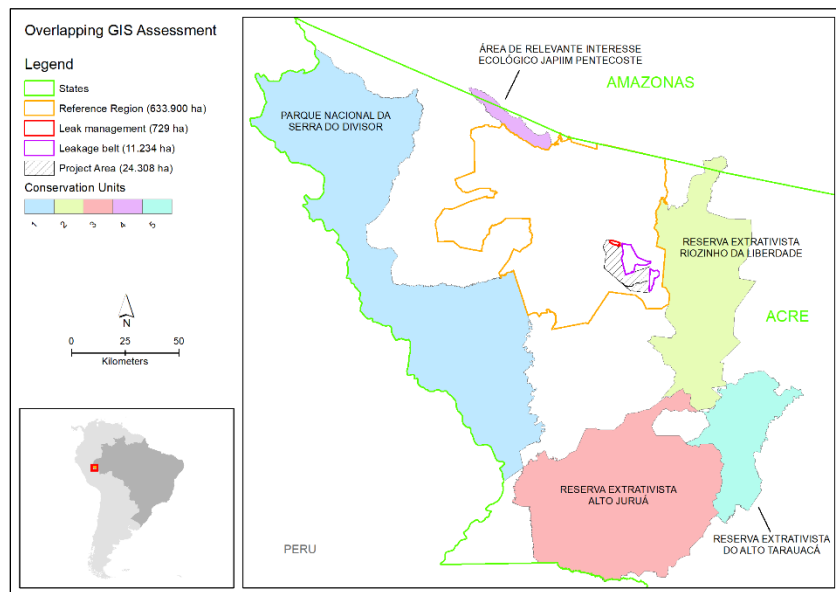 Overlapping GIS Assessment
Legend
States
Reference Region (633.900 ha)
Leak management (729 ha)
Leakage belt (11.234 ha)
Project Area (24.308 ha)
Conservation Units
1 2 3 4 5
N
0 25 50
Kilometers
ÁREA DE RELEVANTE INTERESSE
ECOLÓGICO JAPIIM PENTECOSTE
AMAZONAS
PARQUE NACIONAL DA
SERRA DO DIVISOR
RESERVA EXTRATIVISTA
RIOZINHO DA LIBERDADE
ACRE
RESERVA EXTRATIVISTA
ALTO JURUÁ
RESERVA EXTRATIVISTA
DO ALTO TARAUACÁ
PERU